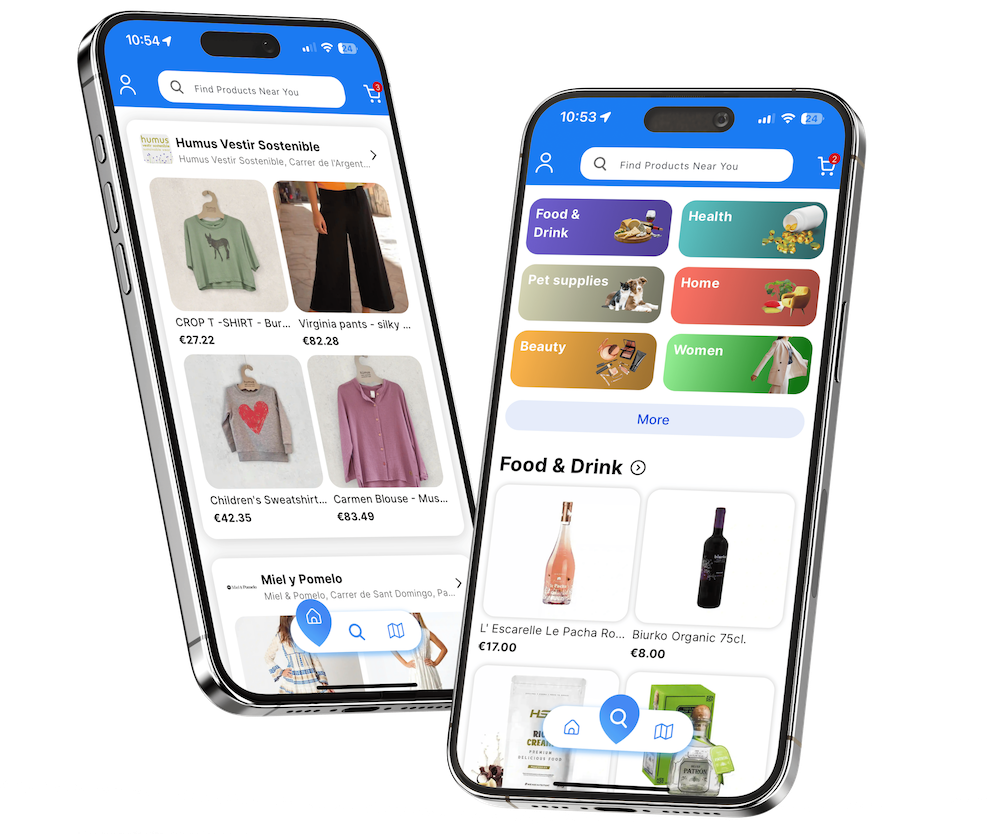 10:54
24
3
Find Products Near You
humus
Humus Vestir Sostenible
Humus Vestir Sostenible, Carrer de l'Argent...
CROP T -SHIRT - Bur...
Virginia pants - silky ...
€27.22
€82.28
Children's Sweatshirt...
Carmen Blouse - Mus...
€42.35
€83.49
Miel y Pomelo
Miel & Pomelo, Carrer de Sant Domingo, Pa...
10:53
24
2
Find Products Near You
Food &
Drink
Health
Pet supplies
Home
Beauty
Women
More
Food & Drink
L' Escarelle Le Pacha Ro...
Biurko Organic 75cl.
€17.00
€8.00
CREAM
PREMIUM
DELICIOUS FOOD
PATRÓN